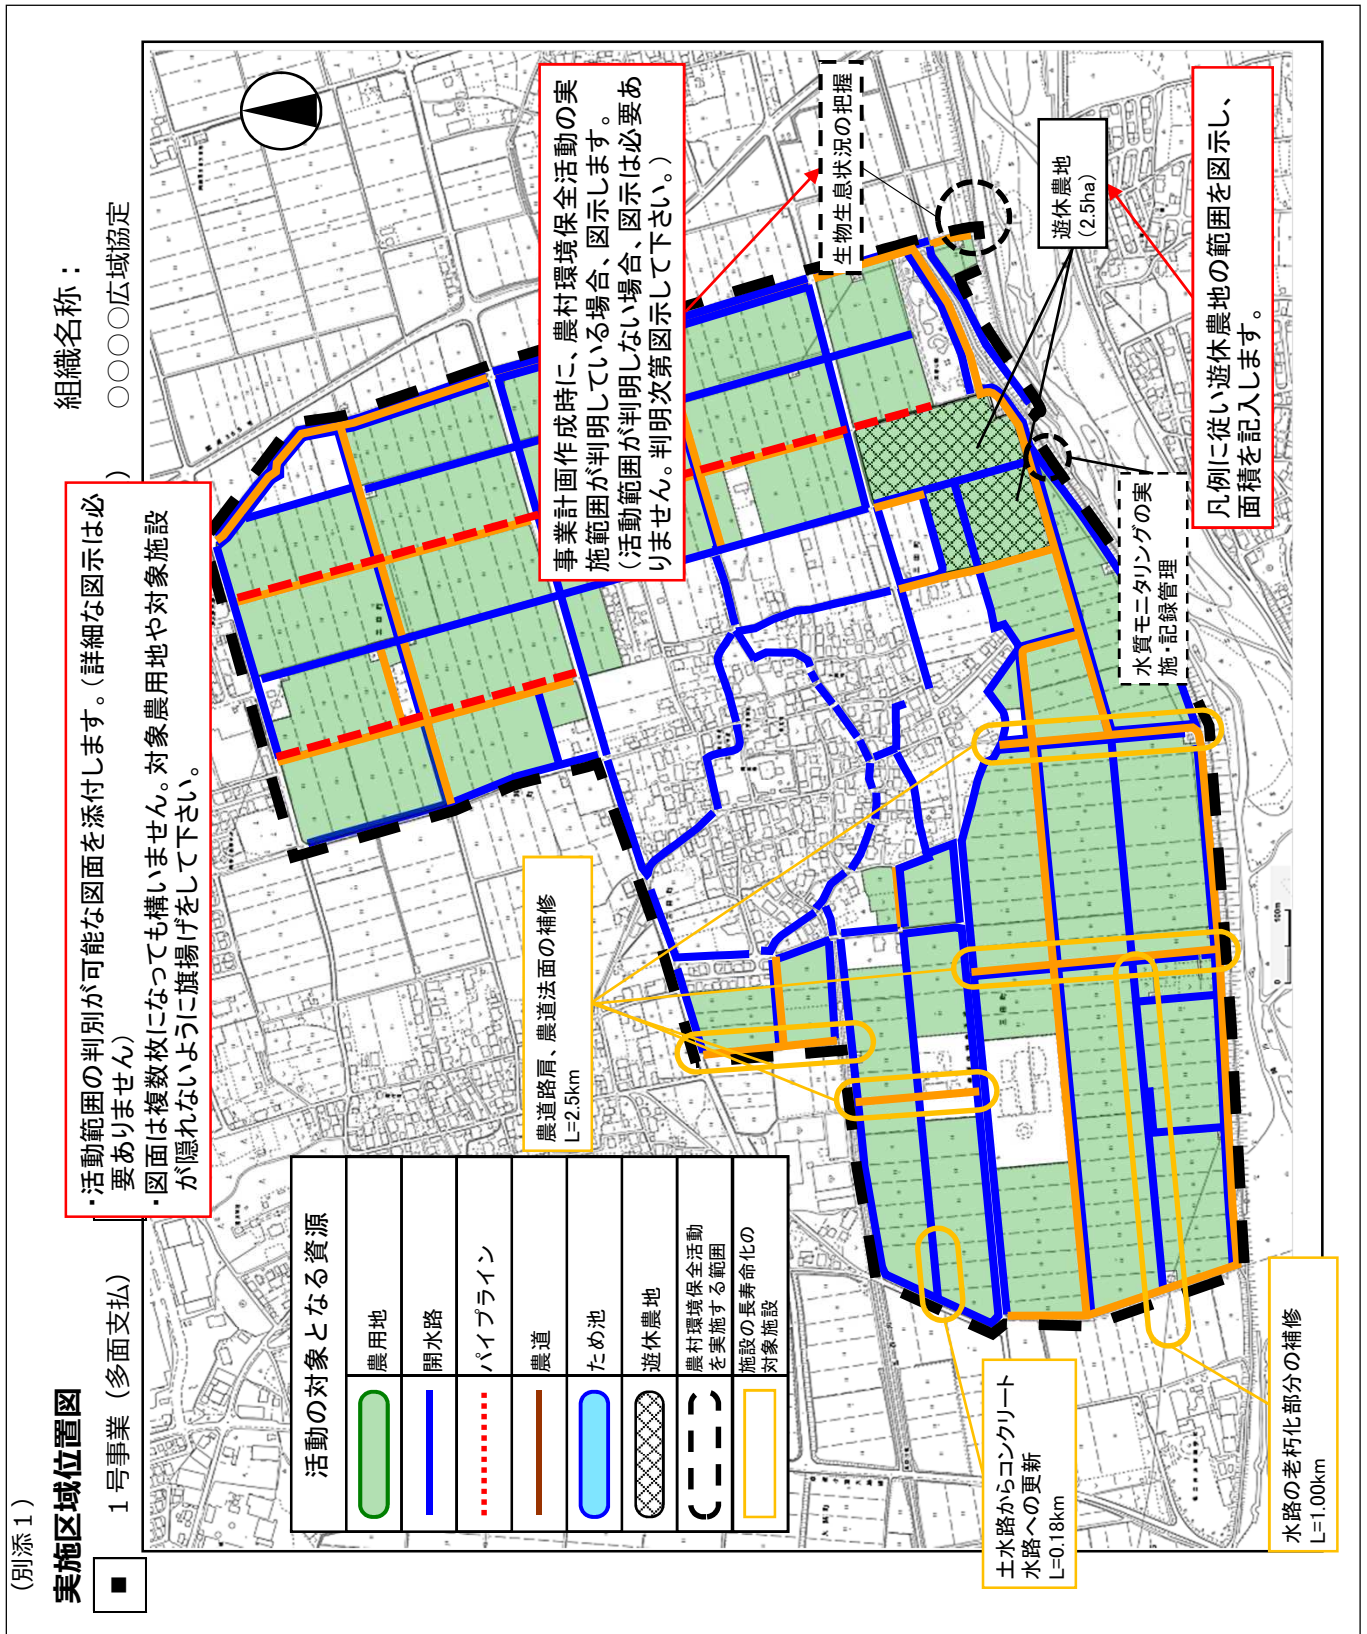 (別添1)
実施区域位置図
組織名称：
■
1号事業（多面支払）
）
○○○○広域協定
・活動範囲の判別が可能な図面を添付します。（詳細な図示は必
要ありません）
・図面は複数枚になっても構いません。対象農用地や対象施設
が隠れないように旗揚げをして下さい。
事業計画作成時に、農村環境保全活動の実
施範囲が判明している場合、図示します。
（活動範囲が判明しない場合、図示は必要あ
りません。判明次第図示して下さい。）
生物生息状況の把握
遊休農地
(2.5ha)
凡例に従い遊休農地の範囲を図示し、
面積を記入します。
水質モニタリングの実
施・記録管理
農道路肩、農道法面の補修
L=2.5km
活動の対象となる資源
農用地
開水路
パイプライン
農道
ため池
遊休農地
農村環境保全活動
を実施する範囲
施設の長寿命化の
対象施設
土水路からコンクリート
水路への更新
L=0.18km
水路の老朽化部分の補修
L=1.00km
0
100m